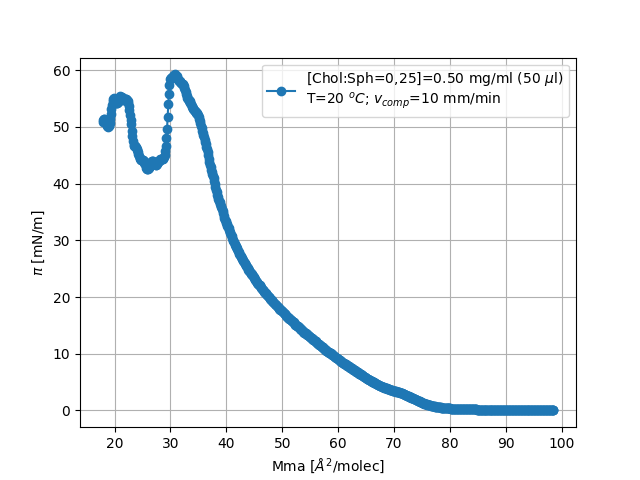 [Chol:Sph=0,25]=0.50 mg/ml (50 μl)
T=20 °C; v_comp=10 mm/min
60
50
40
30
20
10
0
π [mN/m]
20 30 40 50 60 70 80 90 100
Mma [Å²/molec]